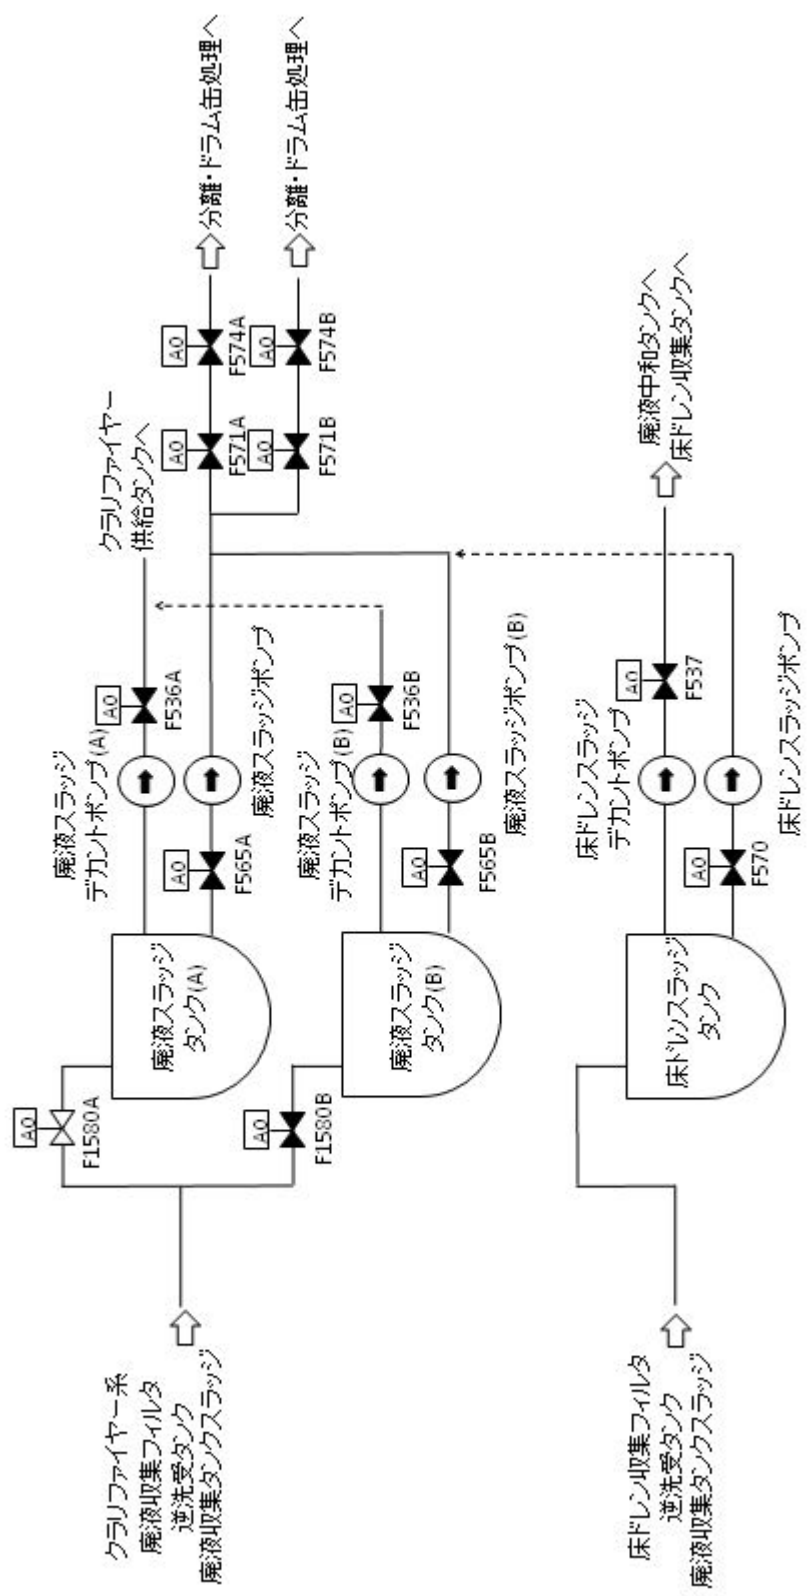 クラリファイヤー系
廃液収集フィルタ
逆洗受タンク
廃液収集タンクスラッジ
AO
F1580A
AO
F1580B
廃液スラッジ
タンク(A)
廃液スラッジ
デカントポンプ(A)
AO
F536A
クラリファイヤー
供給タンクへ
AO
F565A
廃液スラッジポンプ
AO
F571A
AO
F574A
分離・ドラム缶処理へ
AO
F571B
AO
F574B
分離・ドラム缶処理へ
廃液スラッジ
タンク(B)
廃液スラッジ
デカントポンプ(B)
AO
F536B
AO
F565B
廃液スラッジポンプ(B)
床ドレン収集フィルタ
逆洗受タンク
廃液収集タンクスラッジ
床ドレンスラッジ
タンク
床ドレンスラッジ
デカントポンプ
AO
F537
廃液中和タンクへ
床ドレン収集タンクへ
AO
F570
床ドレンスラッジポンプ